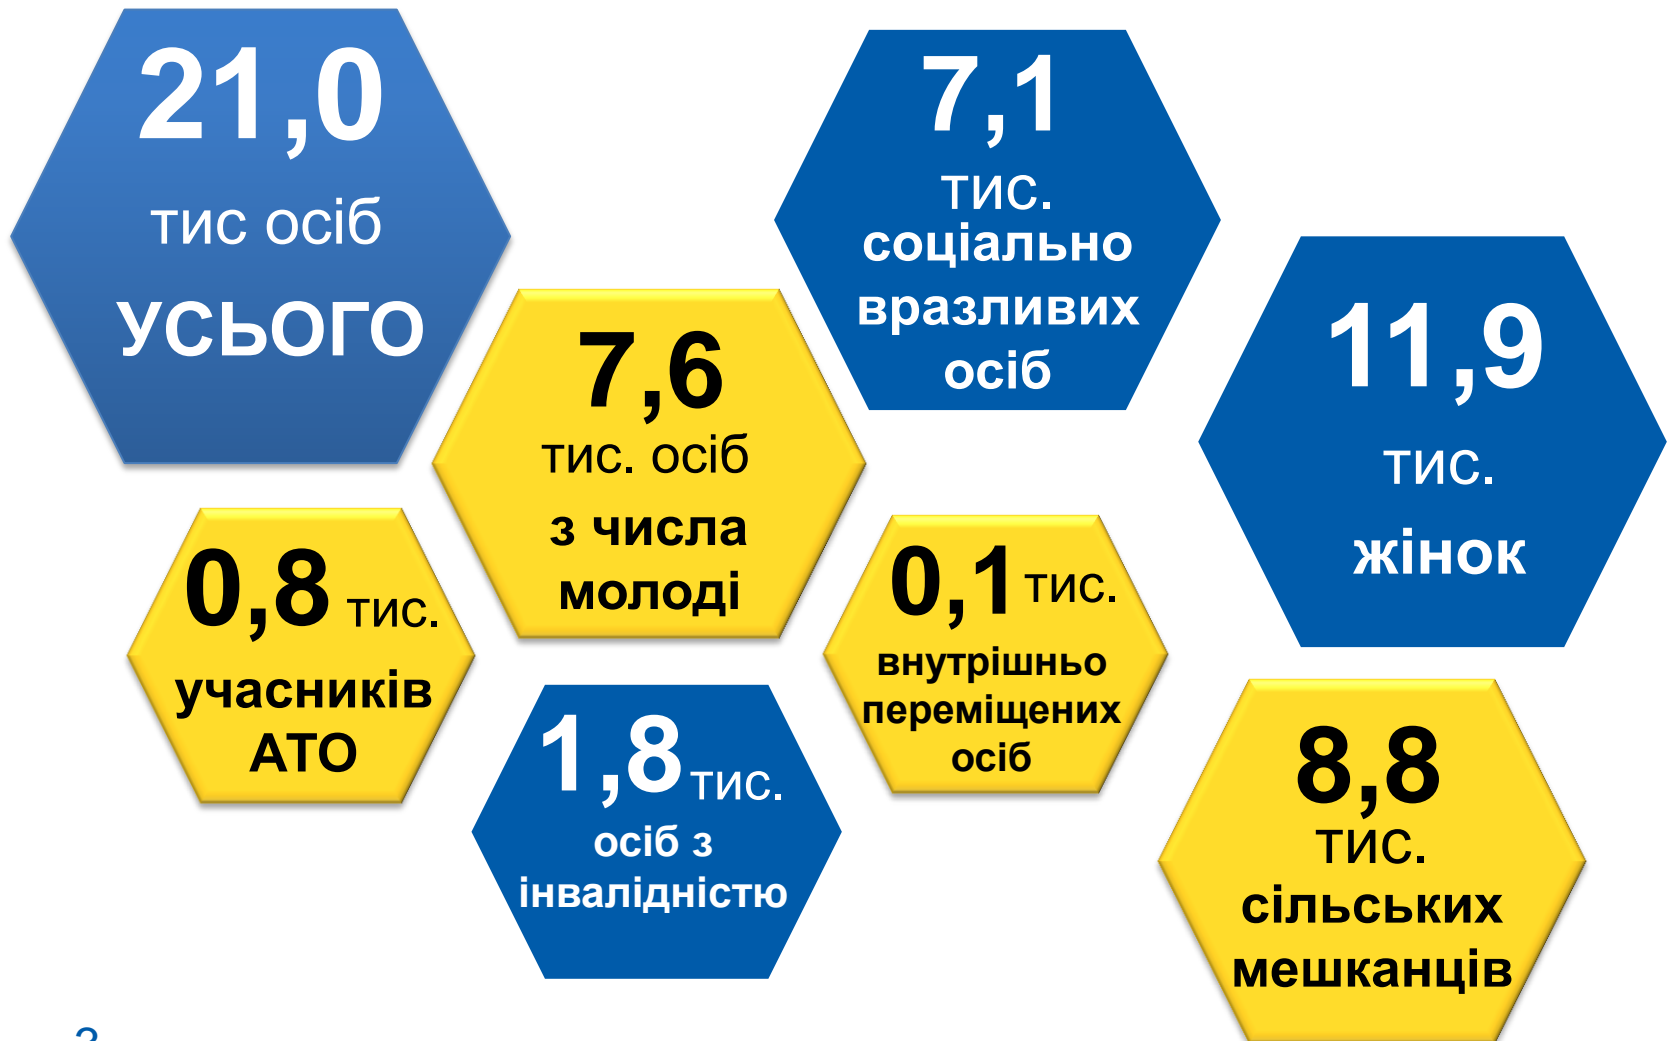 21,0
тис осіб
УСЬОГО
7,1
тис.
соціально
вразливих
осіб
11,9
тис.
жінок
7,6
тис. осіб
з числа
молоді
0,8 тис.
учасників
АТО
0,1 тис.
внутрішньо
переміщених
осіб
1,8 тис.
осіб з
інвалідністю
8,8
тис.
сільських
мешканців